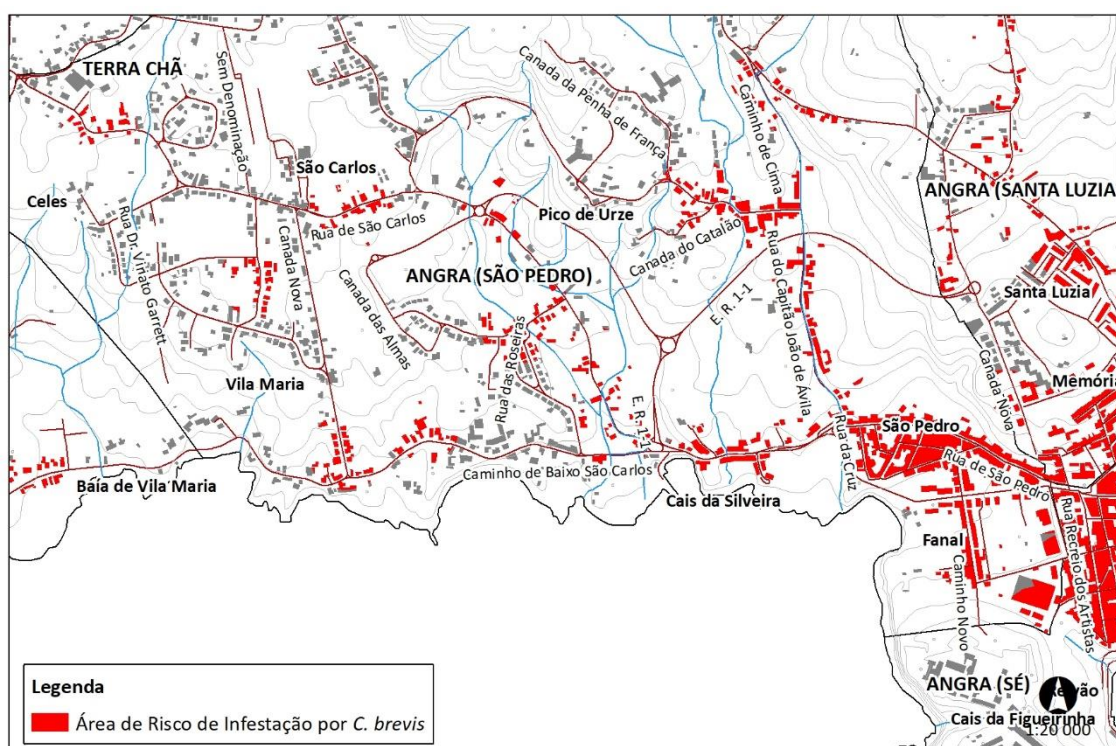 TERRA CHÃ
Sem Denominação
Canada da Penha de França
Caminho de Cima
São Carlos
Celes
Rua Dr. Vinato Garrett
Rua de São Carlos
Canada Nova
Pico de Urze
Canada do Catalão
ANGRA (SANTA LUZIA
ANGRA (SÃO PEDRO)
Canada das Almas
E. R. 1-1
Rua do Capitão João de Ávila
Santa Luzia
Canada Nova
Memória
Vila Maria
Rua das Roseiras
E. R. 1-1
Rua da Cruz
São Pedro
Rua de São Pedro
Caminho de Baixo São Carlos
Baía de Vila Maria
Cais da Silveira
Fanal
Caminho Novo
Rua Recreio dos Artistas
ANGRA (SÉ)
Cais da Figueirinha
1:20 000
Legenda
Área de Risco de Infestação por C. brevis